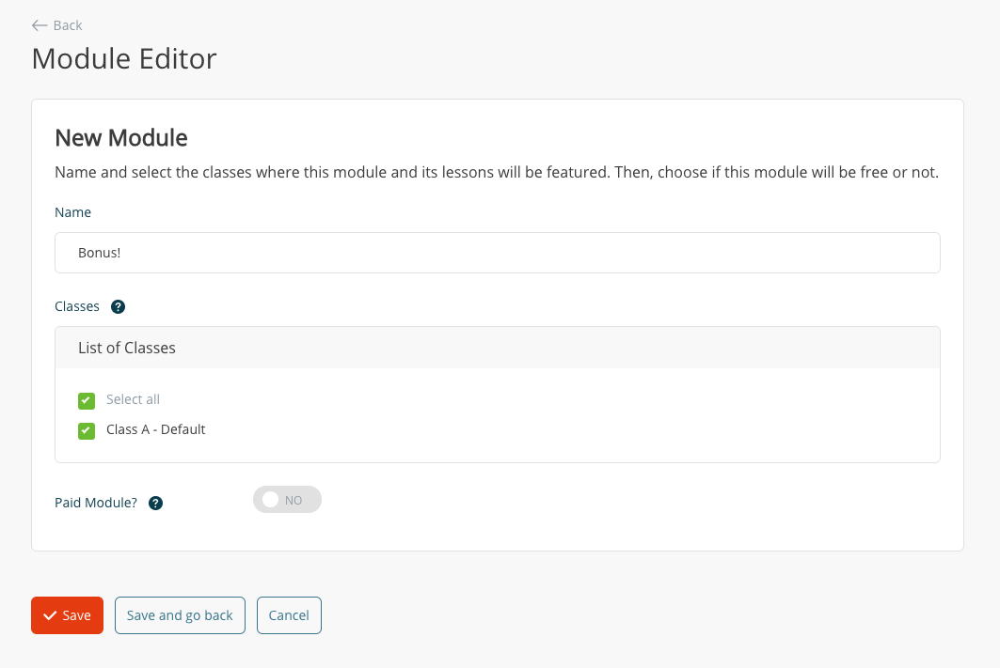 Back
Module Editor
New Module
Name and select the classes where this module and its lessons will be featured. Then, choose if this module will be free or not.
Name
Bonus!
Classes ?
List of Classes
Select all
Class A - Default
Paid Module? ? NO
Save Save and go back Cancel